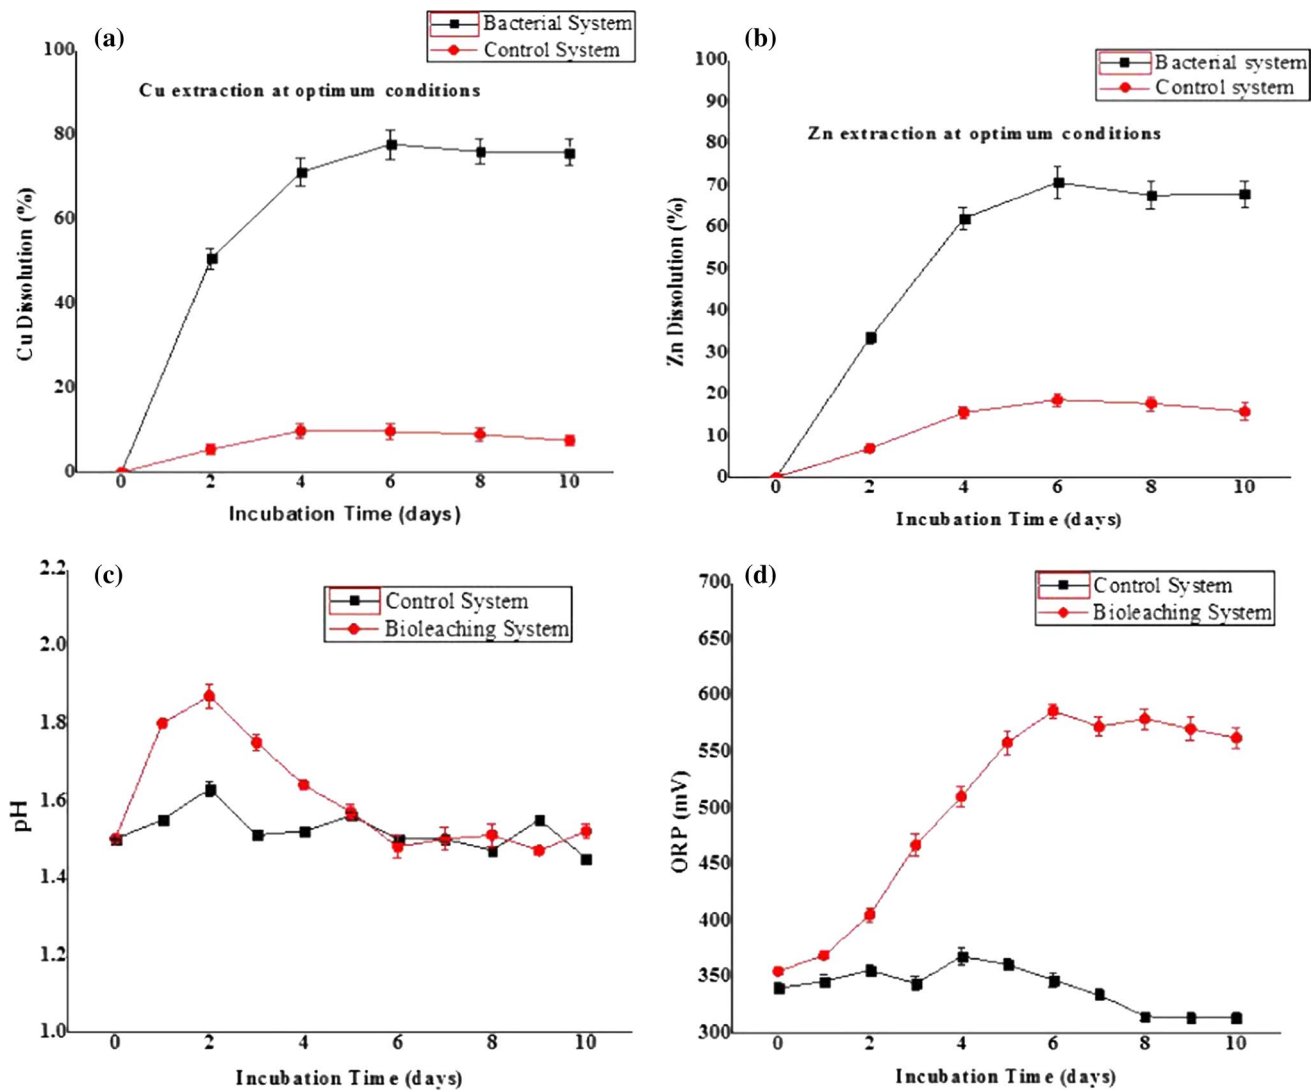 (a)
Bacterial System
Control System
Cu extraction at optimum conditions
100
80
60
40
20
0
Cu Dissolution (%)
0 2 4 6 8 10
Incubation Time (days)
(b)
Bacterial system
Control system
Zn extraction at optimum conditions
100
90
80
70
60
50
40
30
20
10
0
Zn Dissolution (%)
0 2 4 6 8 10
Incubation Time (days)
(c)
Control System
Bioleaching System
2.2
2.0
1.8
1.6
1.4
1.2
1.0
pH
0 2 4 6 8 10
Incubation Time (days)
(d)
Control System
Bioleaching System
700
650
600
550
500
450
400
350
300
ORP (mV)
0 2 4 6 8 10
Incubation Time (days)